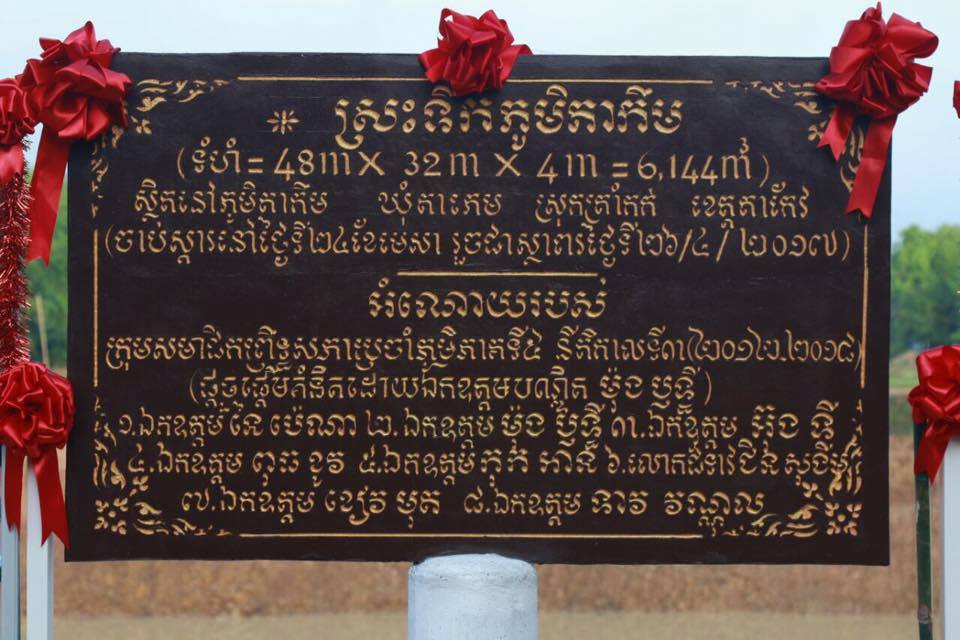 ស្រះទឹកភូមិតាកឹម
(ទំហំ = 48m x 32m x 4m = 6,144m³)
ស្ថិតនៅភូមិតាកឹម ឃុំតាះភេម ស្រុកត្រាំកក់ ខេត្តតាកែវ
(ចាប់ស្តារនៅថ្ងៃទី២៤ខែមេសា រួចជាស្ថាពរថ្ងៃទី២៦/៤/២០១៧)
អំណោយរបស់
ក្រុមសមាជិកព្រឹទ្ធសភាប្រចាំភូមិភាគទី៥ នីតិកាលទី៣(២០១២.២០១៨)
(ផ្តួចផ្តើមគំនិតដោយឯកឧត្តមបណ្ឌិត ម៉ុង ឫទ្ធី)
១.ឯកឧត្តម នៃ ប៉េណា ២.ឯកឧត្តម ម៉ុង ឫទ្ធី ៣.ឯកឧត្តម អ៊ុង ទី
៤.ឯកឧត្តម ពុធ ខូវ ៥.ឯកឧត្តម កុក អាន ៦.លោកជំទាវ
៧.ឯកឧត្តម ខៀវ មុត ៨.ឯកឧត្តម ទាវ វណ្ណុល